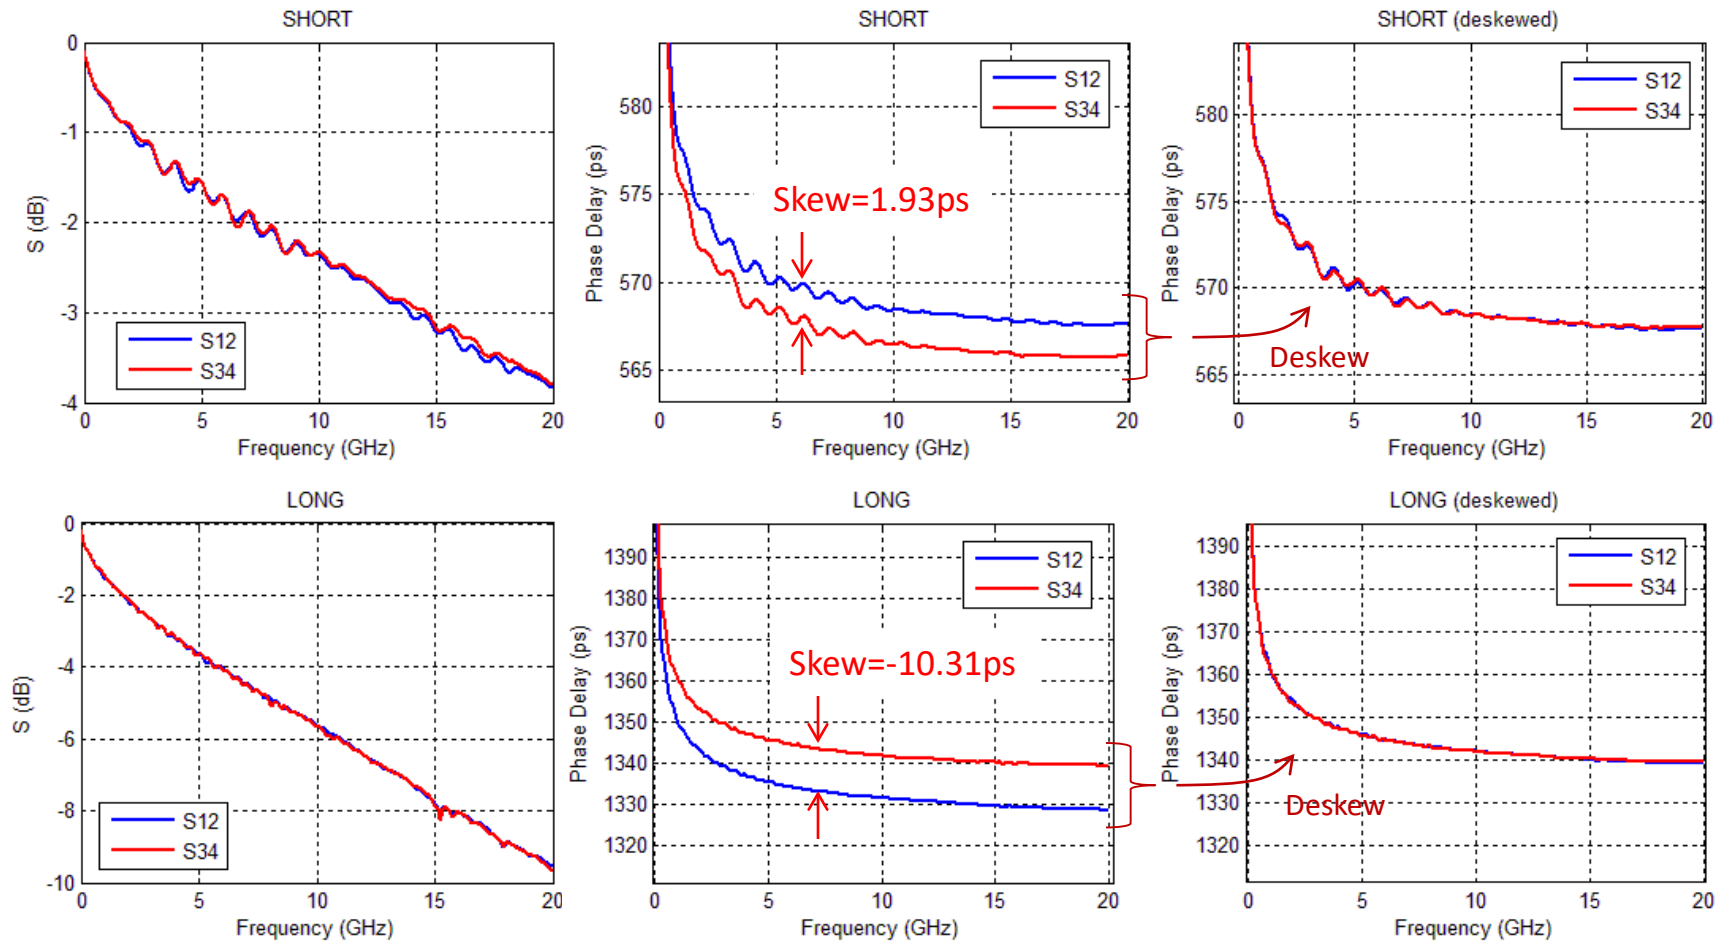 SHORT
0
-1
-2
-3
-4
S (dB)
S12
S34
0 5 10 15 20
Frequency (GHz)
SHORT
580
575
570
565
Phase Delay (ps)
S12
S34
Skew=1.93ps
0 5 10 15 20
Frequency (GHz)
SHORT (deskewed)
580
575
570
565
Phase Delay (ps)
S12
S34
Deskew
0 5 10 15 20
Frequency (GHz)
LONG
0
-2
-4
-6
-8
-10
S (dB)
S12
S34
0 5 10 15 20
Frequency (GHz)
LONG
1390
1380
1370
1360
1350
1340
1330
1320
Phase Delay (ps)
S12
S34
Skew=-10.31ps
0 5 10 15 20
Frequency (GHz)
LONG (deskewed)
1390
1380
1370
1360
1350
1340
1330
1320
Phase Delay (ps)
S12
S34
Deskew
0 5 10 15 20
Frequency (GHz)